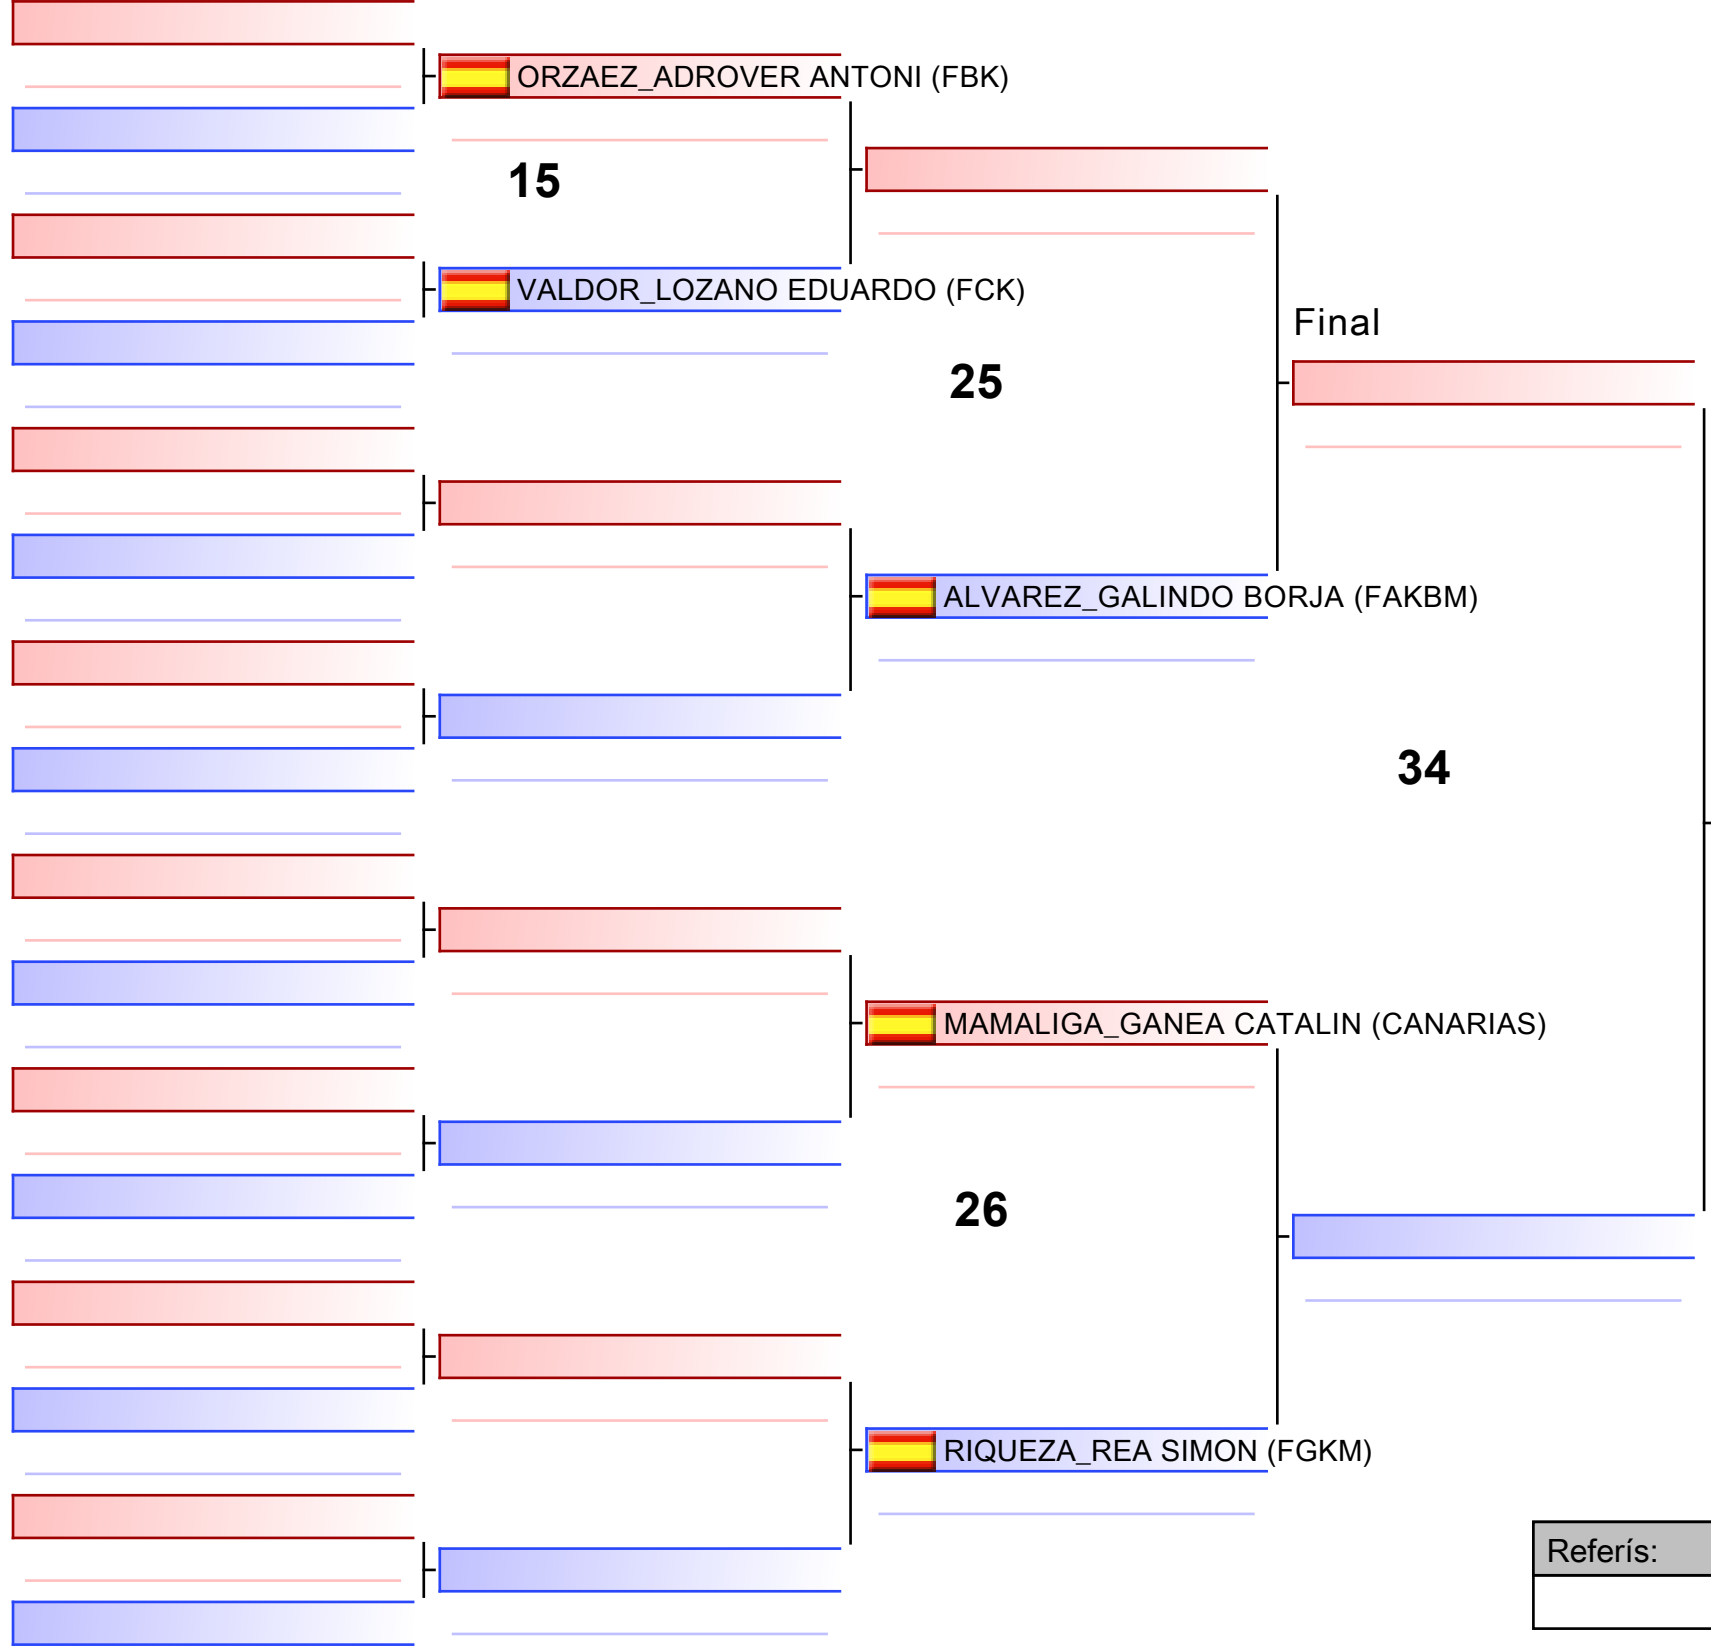 ORZAEZ_ADROVER ANTONI (FBK)
15
VALDOR_LOZANO EDUARDO (FCK)
Final
25
ALVAREZ_GALINDO BORJA (FAKBM)
34
MAMALIGA_GANEA CATALIN (CANARIAS)
26
RIQUEZA_REA SIMON (FGKM)
Referís: